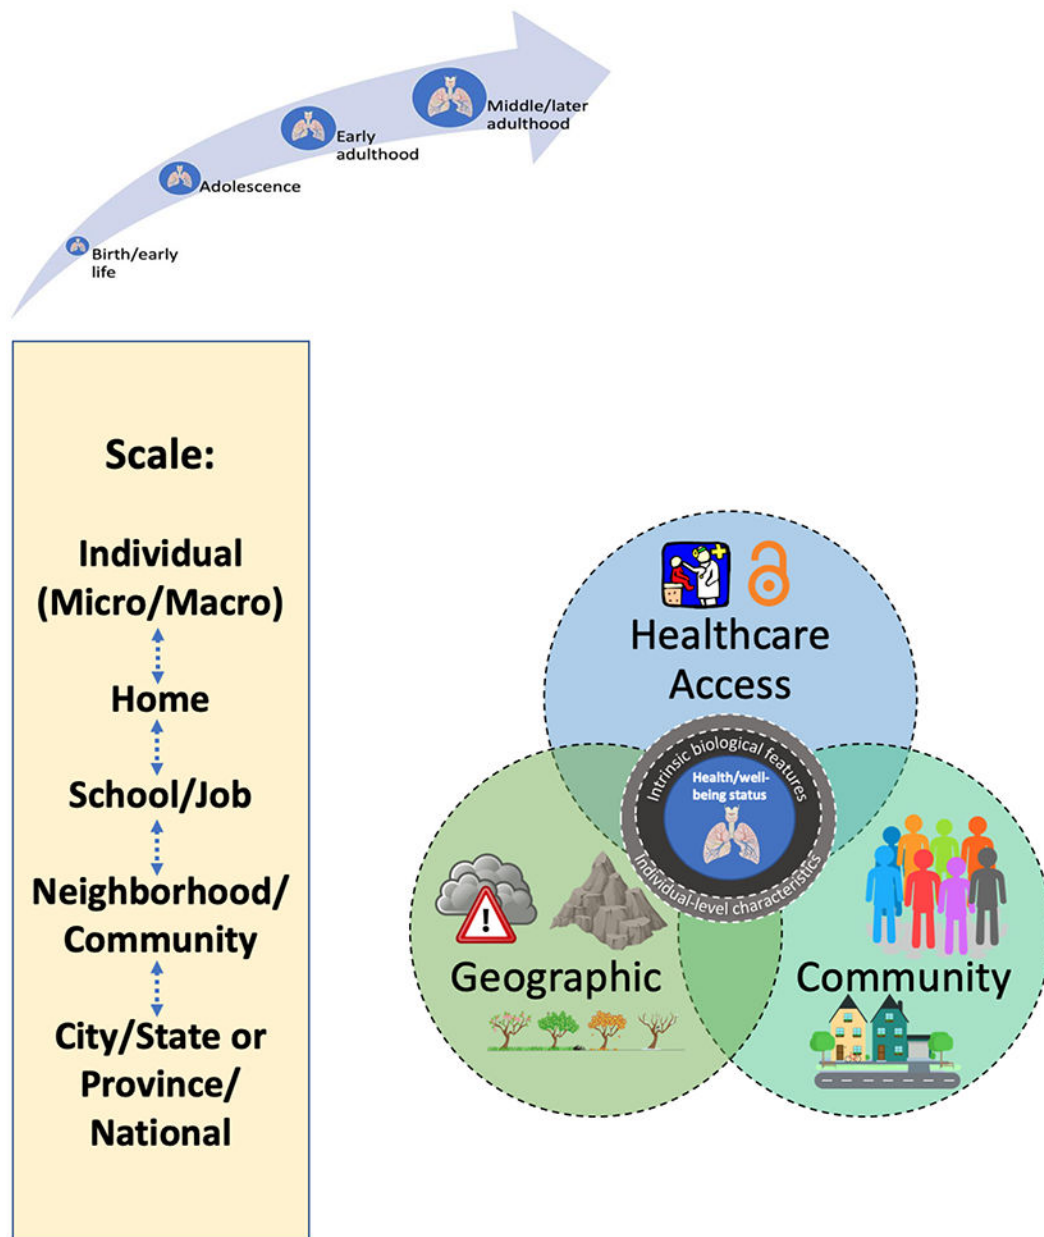 Birth/early
life
Adolescence
Early
adulthood
Middle/later
adulthood
Scale:
Individual
(Micro/Macro)
Home
School/Job
Neighborhood/
Community
City/State or
Province/
National
Healthcare
Access
Intrinsic biological features
Health/well-
being status
Individual-level characteristics
!
Geographic
Community